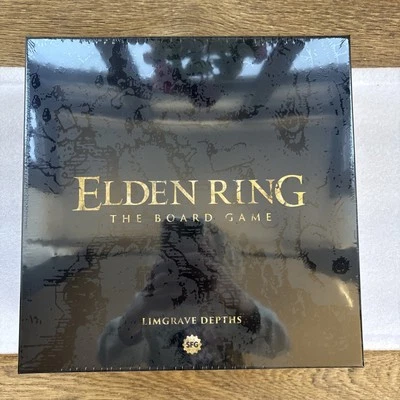 ELDEN RING
THE BOARD GAME
LIMGRAVE DEPTHS
SFG